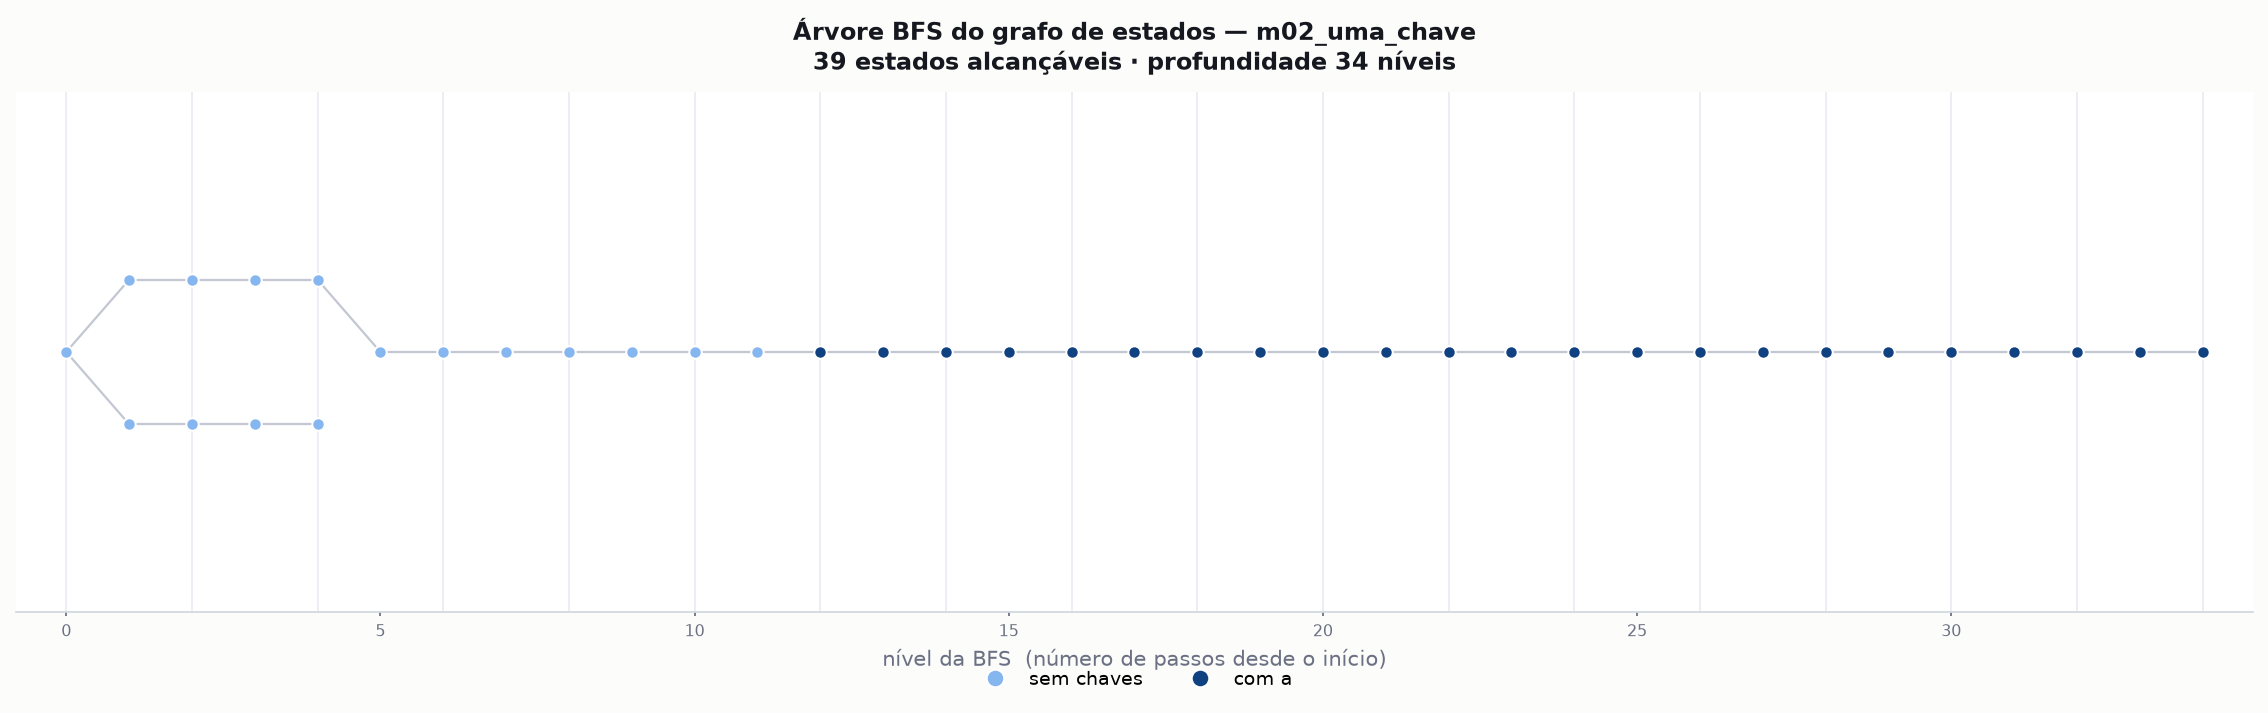 Árvore BFS do grafo de estados — m02_uma_chave
39 estados alcançáveis · profundidade 34 níveis
0 5 10 15 20 25 30
nível da BFS  (número de passos desde o início)
sem chaves com a